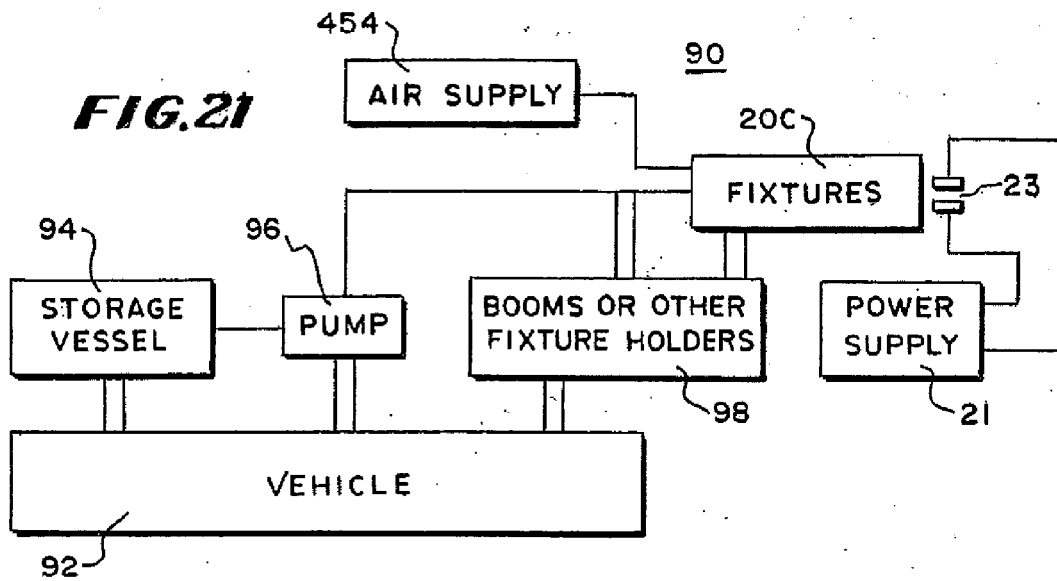 454
90
FIG.21
AIR SUPPLY
20C
FIXTURES
23
94
96
STORAGE
VESSEL
PUMP
BOOMS OR OTHER
FIXTURE HOLDERS
POWER
SUPPLY
98
21
VEHICLE
92